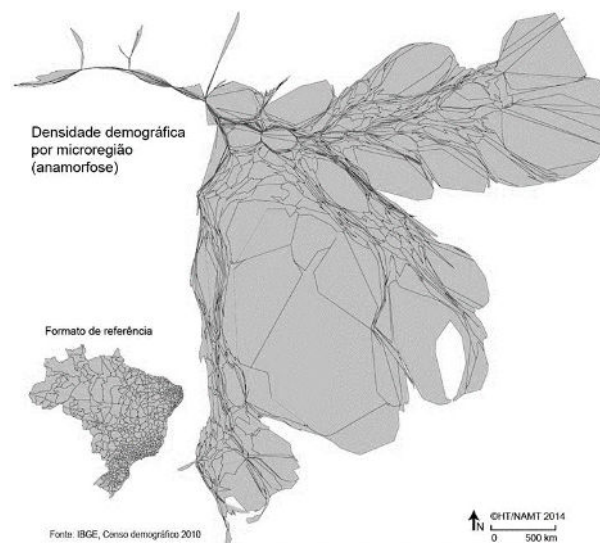 Densidade demográfica
por microregião
(anamorfose)
Formato de referência
Fonte: IBGE, Censo demográfico 2010
N
©HT/NAMT 2014
0 500 km